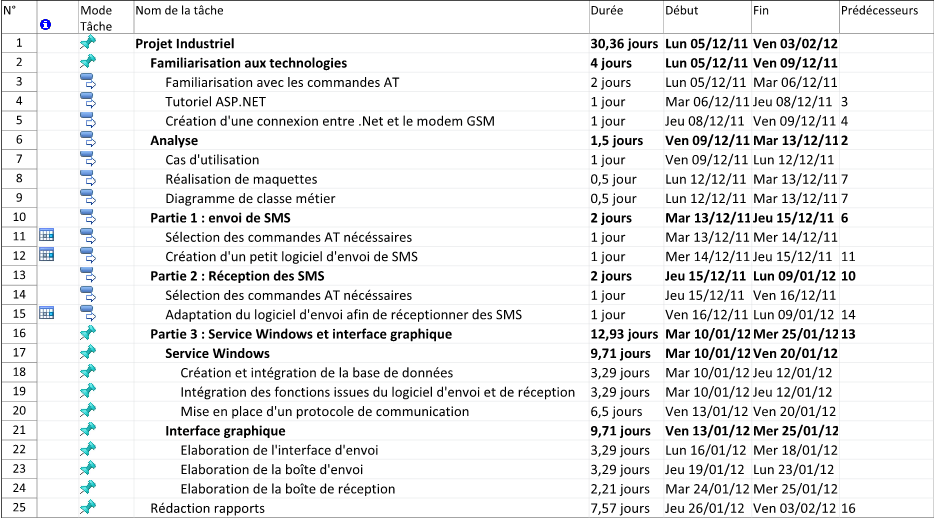 N° Mode Tâche Nom de la tâche Durée Début Fin Prédécesseurs
1 Projet Industriel 30,36 jours Lun 05/12/11 Ven 03/02/12
2 Familiarisation aux technologies 4 jours Lun 05/12/11 Ven 09/12/11
3 Familiarisation avec les commandes AT 2 jours Lun 05/12/11 Mar 06/12/11
4 Tutoriel ASP.NET 1 jour Mar 06/12/11 Jeu 08/12/11 3
5 Création d'une connexion entre .Net et le modem GSM 1 jour Jeu 08/12/11 Ven 09/12/11 4
6 Analyse 1,5 jours Ven 09/12/11 Mar 13/12/11 2
7 Cas d'utilisation 1 jour Ven 09/12/11 Lun 12/12/11
8 Réalisation de maquettes 0,5 jour Lun 12/12/11 Mar 13/12/11 7
9 Diagramme de classe métier 0,5 jour Lun 12/12/11 Mar 13/12/11 7
10 Partie 1 : envoi de SMS 2 jours Mar 13/12/11 Jeu 15/12/11 6
11 Sélection des commandes AT nécéssaires 1 jour Mar 13/12/11 Mer 14/12/11
12 Création d'un petit logiciel d'envoi de SMS 1 jour Mer 14/12/11 Jeu 15/12/11 11
13 Partie 2 : Réception des SMS 2 jours Jeu 15/12/11 Lun 09/01/12 10
14 Sélection des commandes AT nécéssaires 1 jour Jeu 15/12/11 Ven 16/12/11
15 Adaptation du logiciel d'envoi afin de réceptionner des SMS 1 jour Ven 16/12/11 Lun 09/01/12 14
16 Partie 3 : Service Windows et interface graphique 12,93 jours Mar 10/01/12 Mer 25/01/12 13
17 Service Windows 9,71 jours Mar 10/01/12 Ven 20/01/12
18 Création et intégration de la base de données 3,29 jours Mar 10/01/12 Jeu 12/01/12
19 Intégration des fonctions issues du logiciel d'envoi et de réception 3,29 jours Mar 10/01/12 Jeu 12/01/12
20 Mise en place d'un protocole de communication 6,5 jours Ven 13/01/12 Ven 20/01/12
21 Interface graphique 9,71 jours Ven 13/01/12 Mer 25/01/12
22 Elaboration de l'interface d'envoi 3,29 jours Lun 16/01/12 Mer 18/01/12
23 Elaboration de la boîte d'envoi 3,29 jours Jeu 19/01/12 Lun 23/01/12
24 Elaboration de la boîte de réception 2,21 jours Mar 24/01/12 Mer 25/01/12
25 Rédaction rapports 7,57 jours Jeu 26/01/12 Ven 03/02/12 16